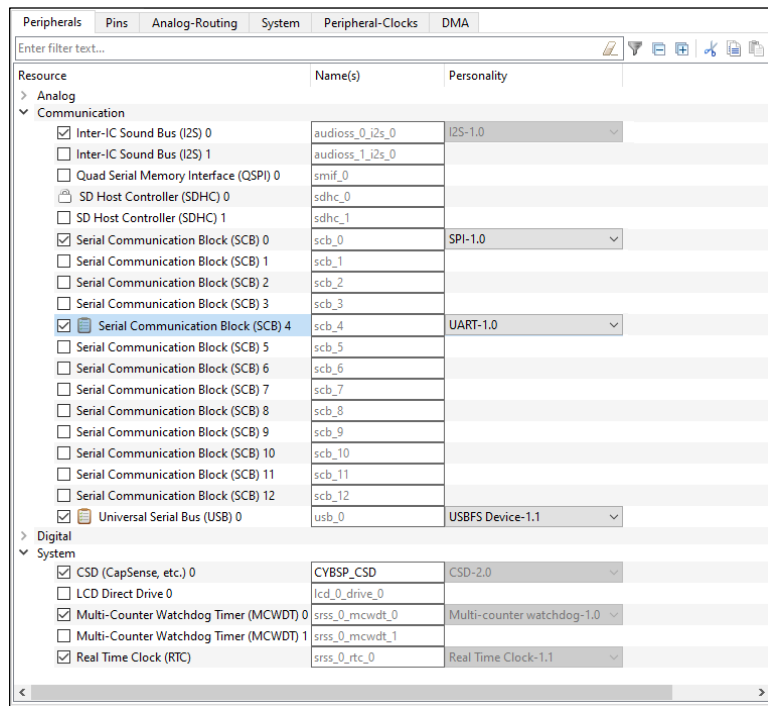 Peripherals Pins Analog-Routing System Peripheral-Clocks DMA
Enter filter text...
Resource Name(s) Personality
Analog
Communication
Inter-IC Sound Bus (I2S) 0 audioss_0_i2s_0 I2S-1.0
Inter-IC Sound Bus (I2S) 1 audioss_1_i2s_0
Quad Serial Memory Interface (QSPI) 0 smif_0
SD Host Controller (SDHC) 0 sdhc_0
SD Host Controller (SDHC) 1 sdhc_1
Serial Communication Block (SCB) 0 scb_0 SPI-1.0
Serial Communication Block (SCB) 1 scb_1
Serial Communication Block (SCB) 2 scb_2
Serial Communication Block (SCB) 3 scb_3
Serial Communication Block (SCB) 4 scb_4 UART-1.0
Serial Communication Block (SCB) 5 scb_5
Serial Communication Block (SCB) 6 scb_6
Serial Communication Block (SCB) 7 scb_7
Serial Communication Block (SCB) 8 scb_8
Serial Communication Block (SCB) 9 scb_9
Serial Communication Block (SCB) 10 scb_10
Serial Communication Block (SCB) 11 scb_11
Serial Communication Block (SCB) 12 scb_12
Universal Serial Bus (USB) 0 usb_0 USBFS Device-1.1
Digital
System
CSD (CapSense, etc.) 0 CYBSP_CSD CSD-2.0
LCD Direct Drive 0 lcd_0_drive_0
Multi-Counter Watchdog Timer (MCWDT) 0 srss_0_mcwdt_0 Multi-counter watchdog-1.0
Multi-Counter Watchdog Timer (MCWDT) 1 srss_0_mcwdt_1
Real Time Clock (RTC) srss_0_rtc_0 Real Time Clock-1.1